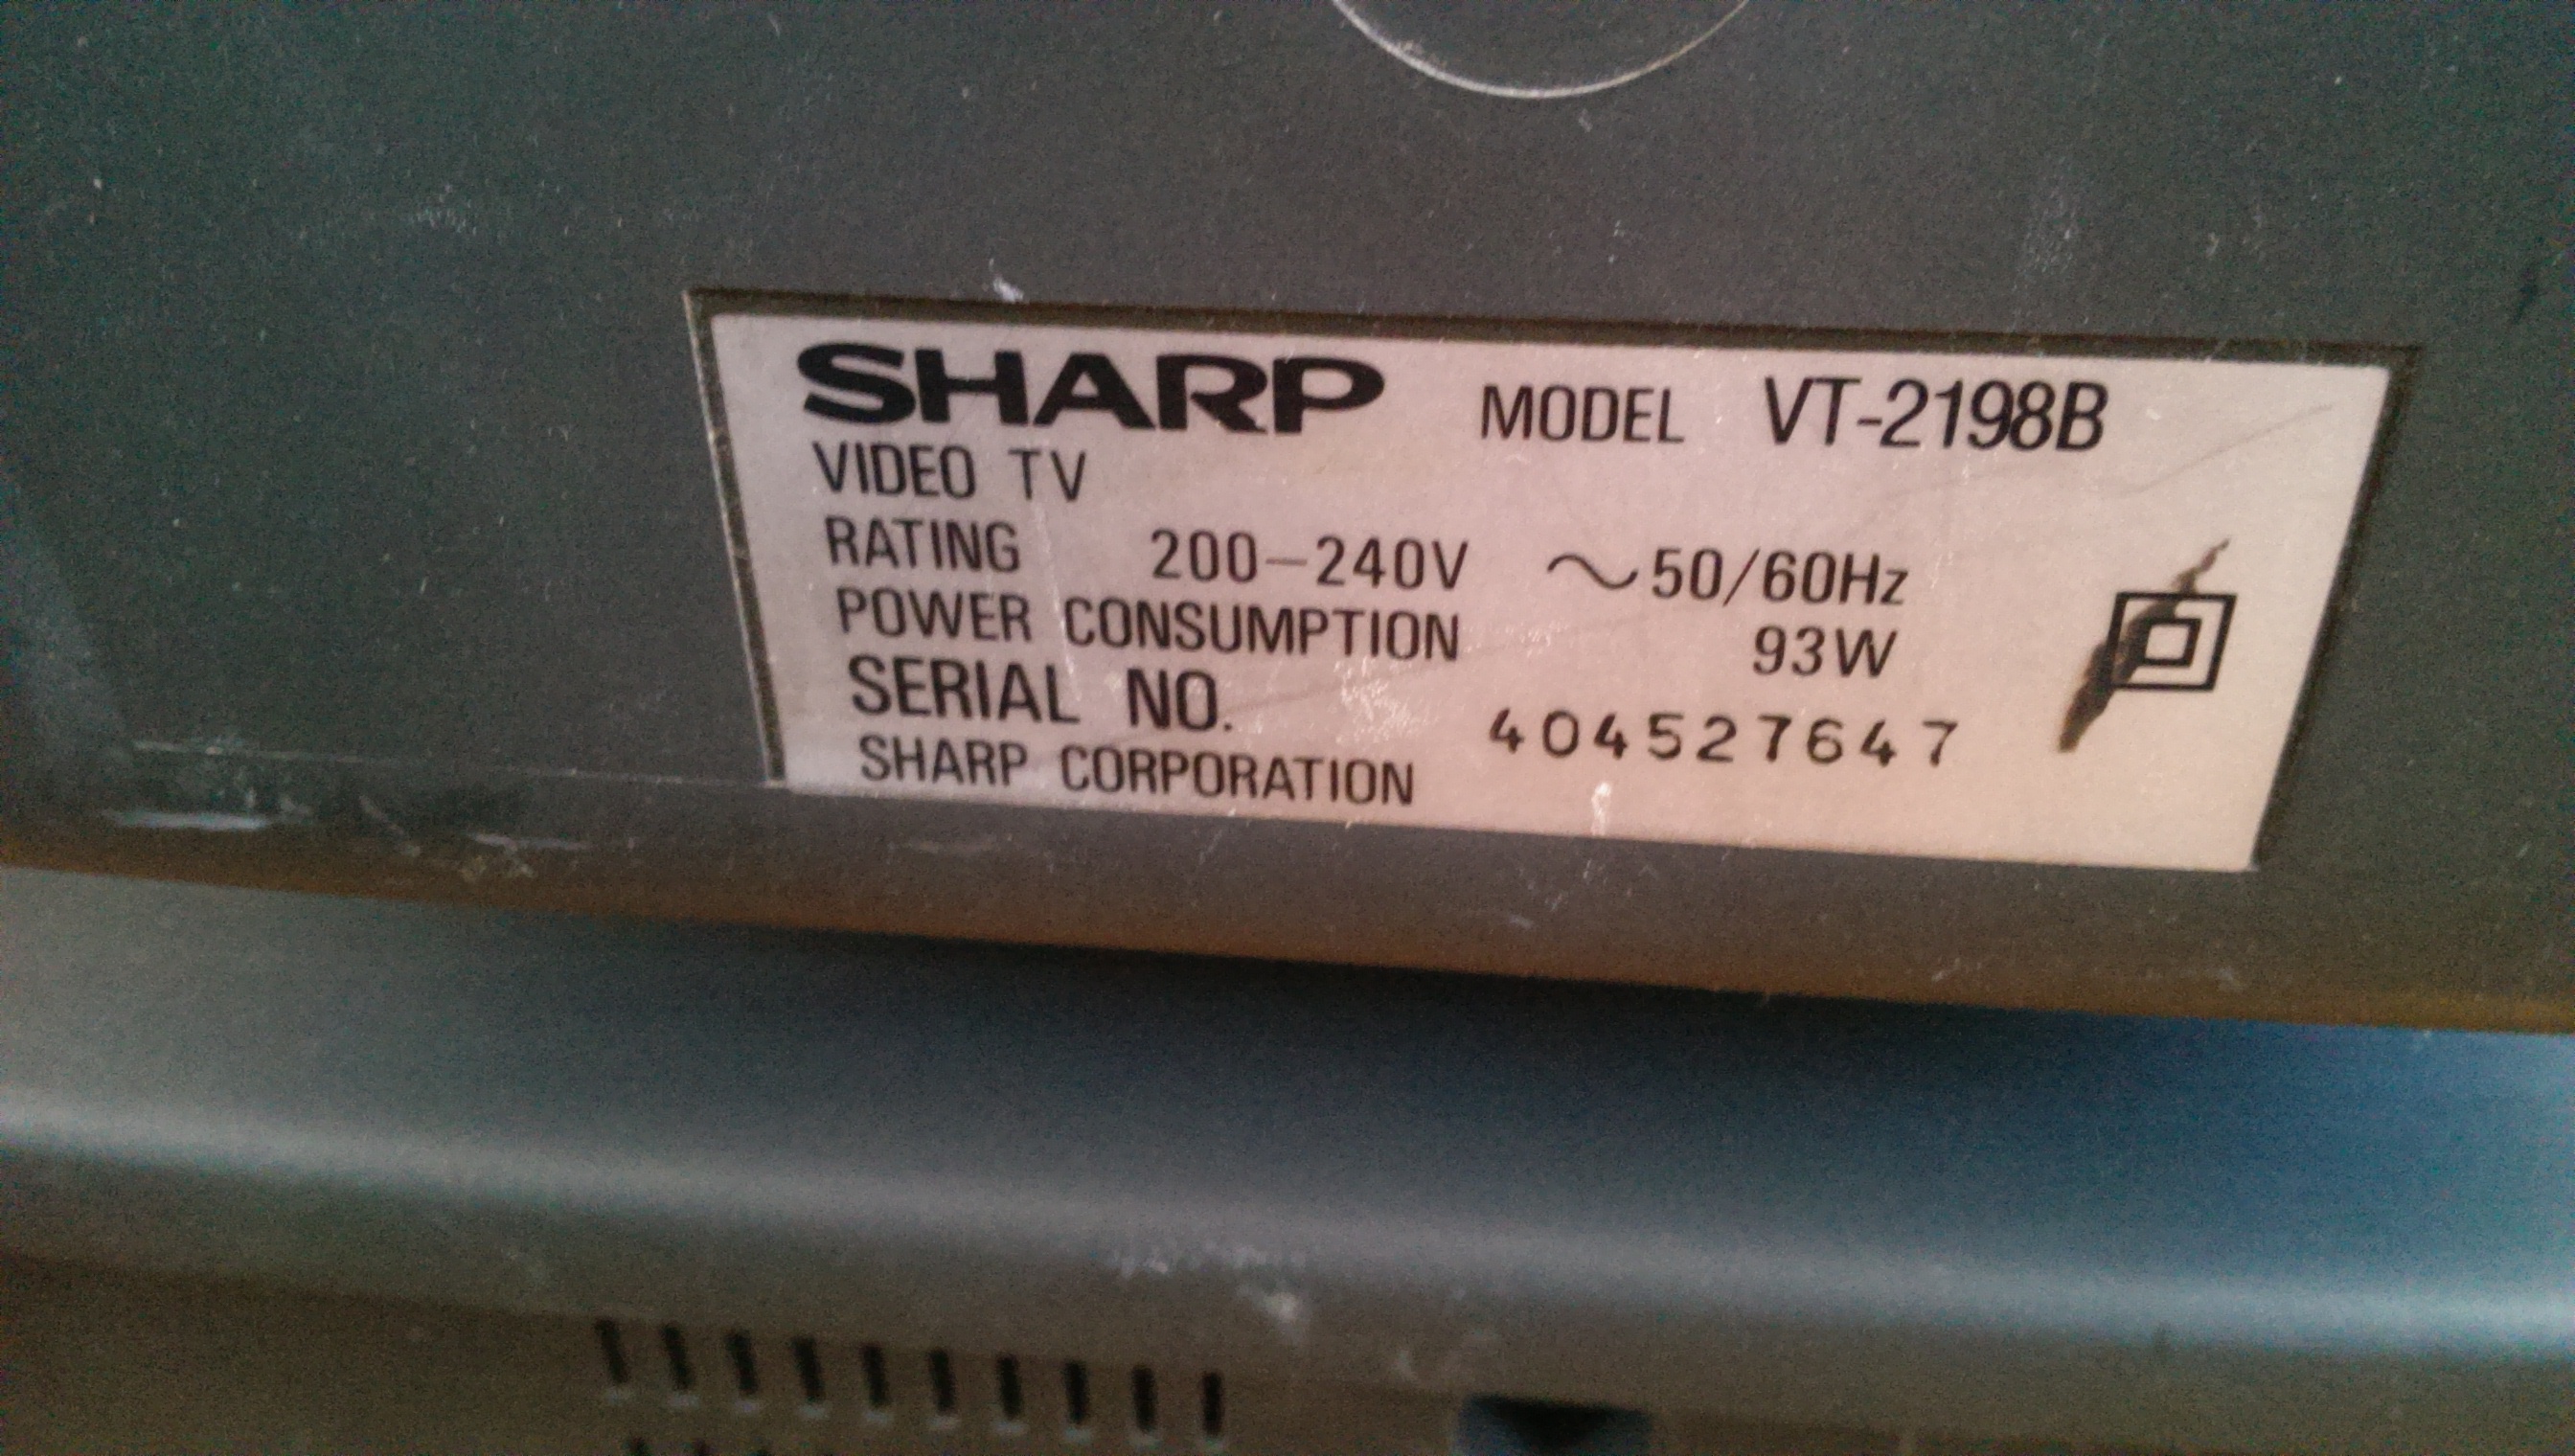 SHARP MODEL VT-2198B
VIDEO TV
RATING 200-240V ~50/60Hz
POWER CONSUMPTION 93W
SERIAL NO. 404527647
SHARP CORPORATION